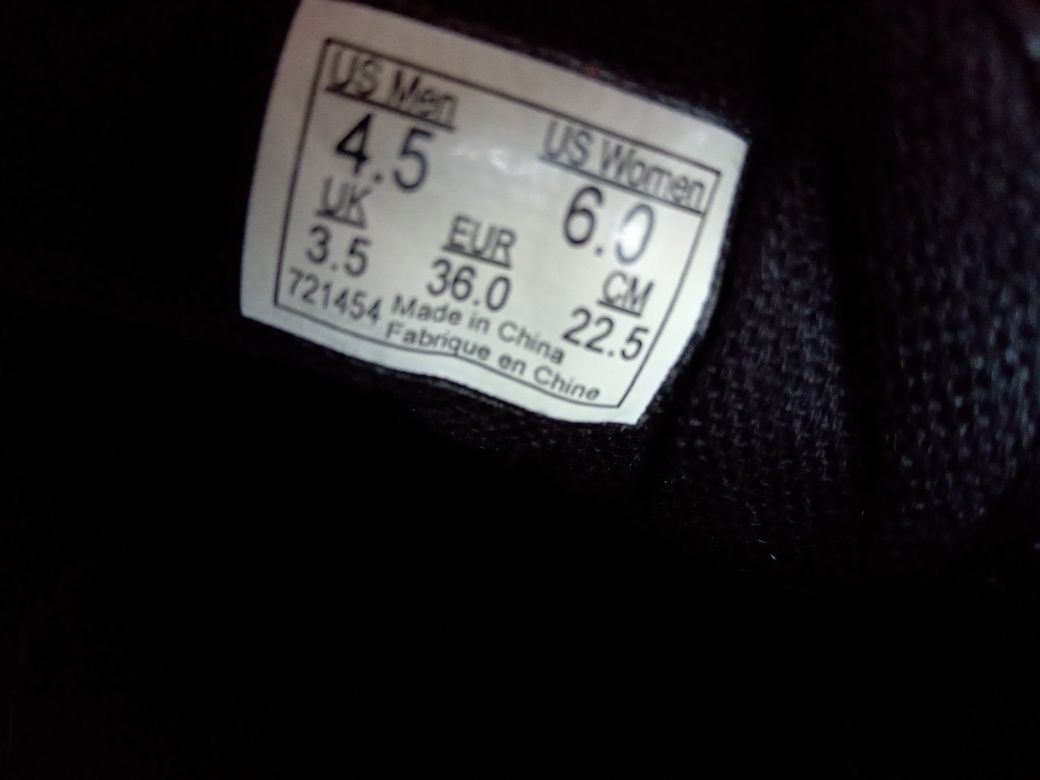 US Men US Women
4.5 6.0
UK EUR CM
3.5 36.0 22.5
721454 Made in China
Fabrique en Chine